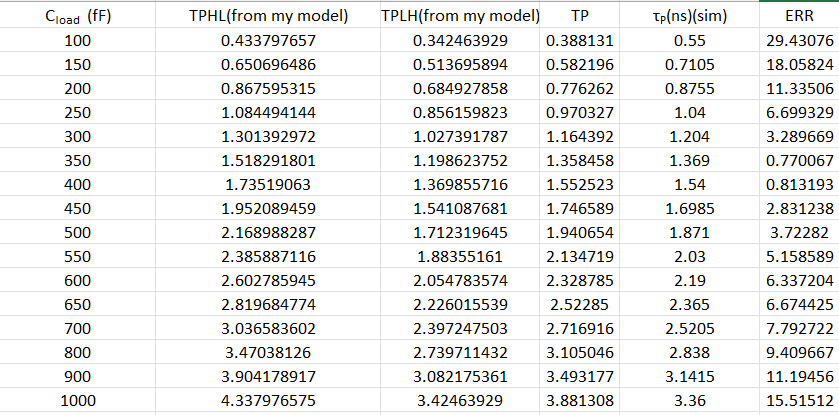 Cload (fF) TPHL(from my model) TPLH(from my model) TP τP(ns)(sim) ERR
100 0.433797657 0.342463929 0.388131 0.55 29.43076
150 0.650696486 0.513695894 0.582196 0.7105 18.05824
200 0.867595315 0.684927858 0.776262 0.8755 11.33506
250 1.084494144 0.856159823 0.970327 1.04 6.699329
300 1.301392972 1.027391787 1.164392 1.204 3.289669
350 1.518291801 1.198623752 1.358458 1.369 0.770067
400 1.73519063 1.369855716 1.552523 1.54 0.813193
450 1.952089459 1.541087681 1.746589 1.6985 2.831238
500 2.168988287 1.712319645 1.940654 1.871 3.72282
550 2.385887116 1.88355161 2.134719 2.03 5.158589
600 2.602785945 2.054783574 2.328785 2.19 6.337204
650 2.819684774 2.226015539 2.52285 2.365 6.674425
700 3.036583602 2.397247503 2.716916 2.5205 7.792722
800 3.47038126 2.739711432 3.105046 2.838 9.409667
900 3.904178917 3.082175361 3.493177 3.1415 11.19456
1000 4.337976575 3.42463929 3.881308 3.36 15.51512